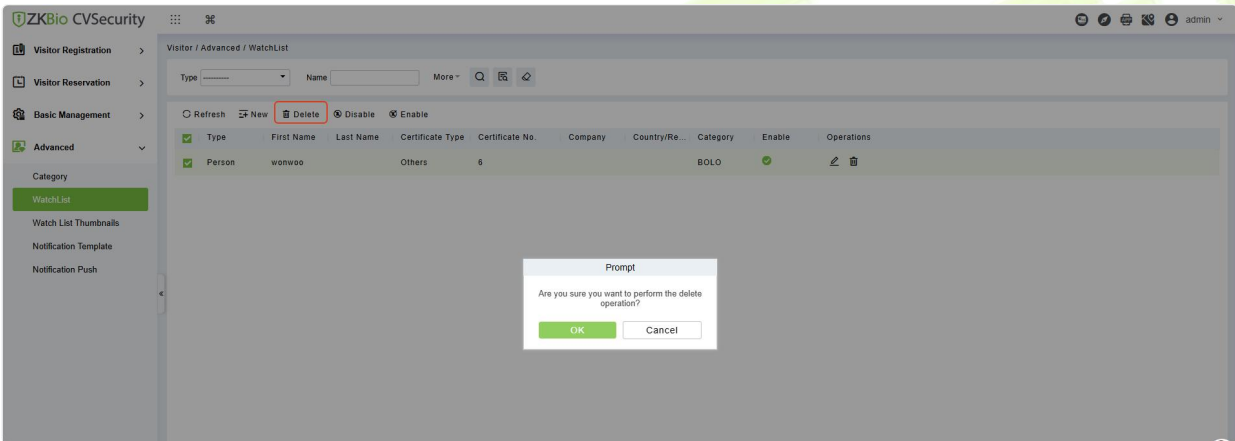 ZKBio CVSecurity
admin
Visitor Registration
Visitor Reservation
Basic Management
Advanced
Category
WatchList
Watch List Thumbnails
Notification Template
Notification Push
Visitor / Advanced / WatchList
Type ——— Name More
Refresh New Delete Disable Enable
Type First Name Last Name Certificate Type Certificate No. Company Country/Re... Category Enable Operations
Person wonwoo Others 6 BOLO
Prompt
Are you sure you want to perform the delete
operation?
OK Cancel